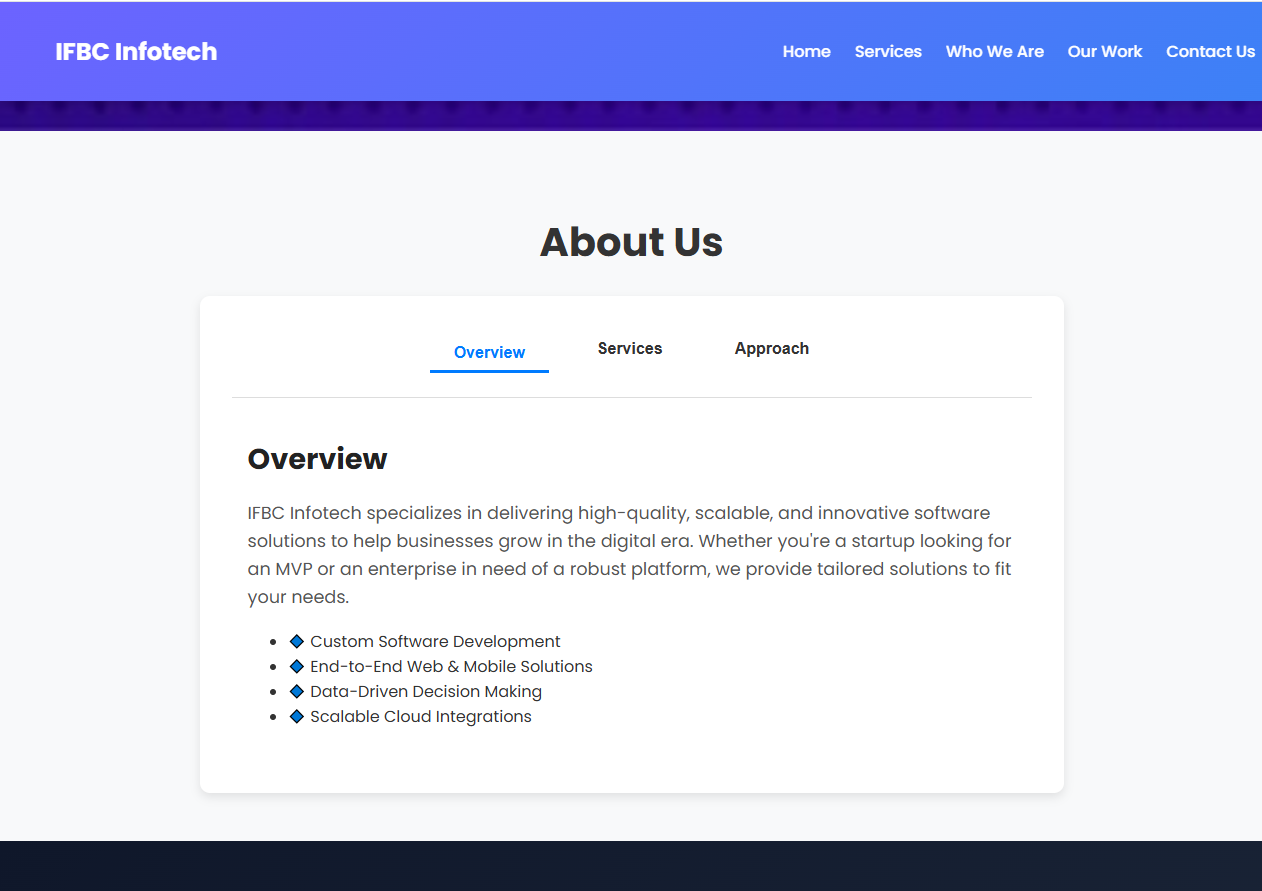 IFBC Infotech
Home Services Who We Are Our Work Contact Us
About Us
Overview Services Approach
Overview
IFBC Infotech specializes in delivering high-quality, scalable, and innovative software
solutions to help businesses grow in the digital era. Whether you're a startup looking for
an MVP or an enterprise in need of a robust platform, we provide tailored solutions to fit
your needs.
• 🔷 Custom Software Development
• 🔷 End-to-End Web & Mobile Solutions
• 🔷 Data-Driven Decision Making
• 🔷 Scalable Cloud Integrations